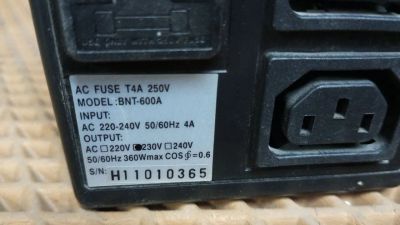 AC FUSE T4A 250V
MODEL:BNT-600A
INPUT:
AC 220-240V 50/60Hz 4A
OUTPUT:
AC □220V ■230V □240V
50/60Hz 360Wmax COS∮=0.6
S/N: H11010365